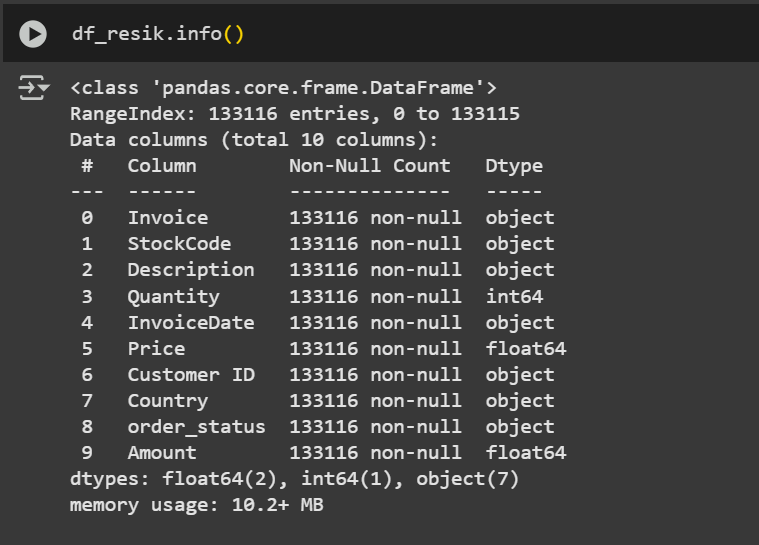 df_resik.info()
<class 'pandas.core.frame.DataFrame'>
RangeIndex: 133116 entries, 0 to 133115
Data columns (total 10 columns):
 #   Column        Non-Null Count   Dtype
---  ------        --------------   -----
 0   Invoice       133116 non-null  object
 1   StockCode     133116 non-null  object
 2   Description   133116 non-null  object
 3   Quantity      133116 non-null  int64
 4   InvoiceDate   133116 non-null  object
 5   Price         133116 non-null  float64
 6   Customer ID   133116 non-null  object
 7   Country       133116 non-null  object
 8   order_status  133116 non-null  object
 9   Amount        133116 non-null  float64
dtypes: float64(2), int64(1), object(7)
memory usage: 10.2+ MB